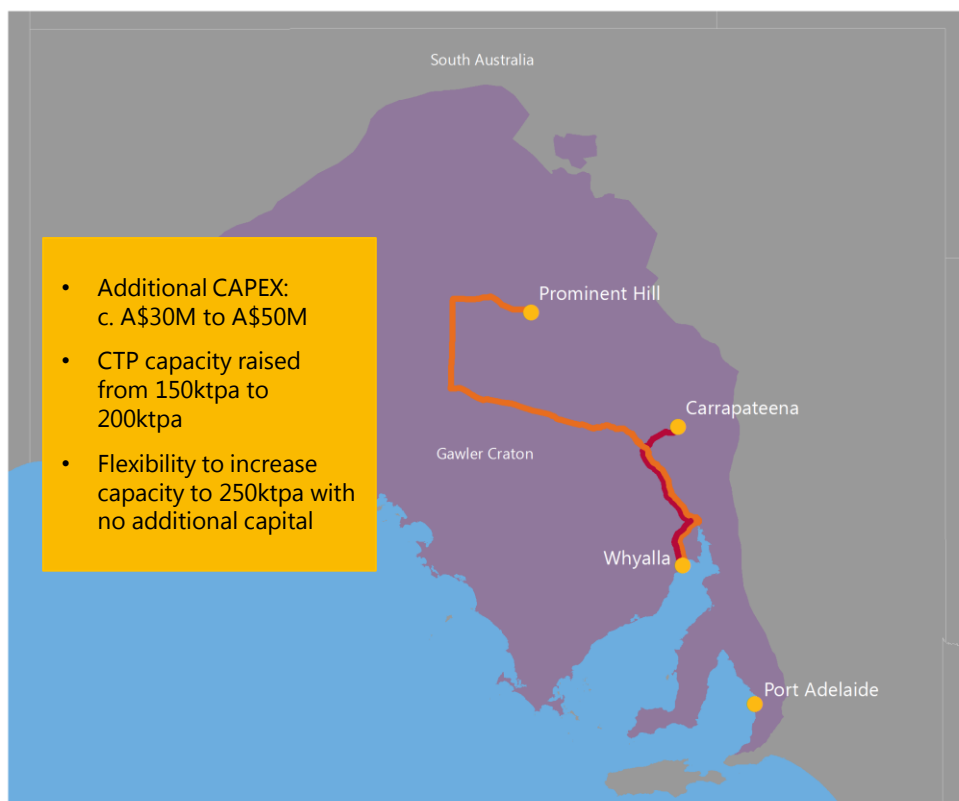 South Australia
• Additional CAPEX:
c. A$30M to A$50M
• CTP capacity raised
from 150ktpa to
200ktpa
• Flexibility to increase
capacity to 250ktpa with
no additional capital
Prominent Hill
Carrapateena
Gawler Craton
Whyalla
Port Adelaide